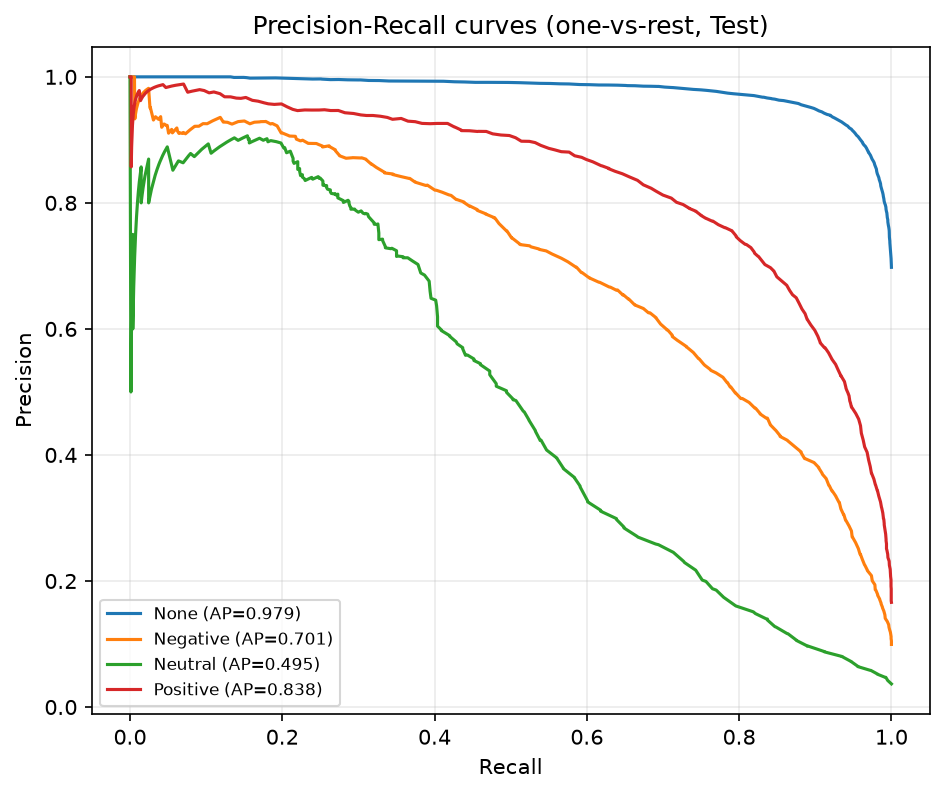 Precision-Recall curves (one-vs-rest, Test)
1.0
0.8
0.6
0.4
0.2
0.0
Precision
None (AP=0.979)
Negative (AP=0.701)
Neutral (AP=0.495)
Positive (AP=0.838)
0.0 0.2 0.4 0.6 0.8 1.0
Recall